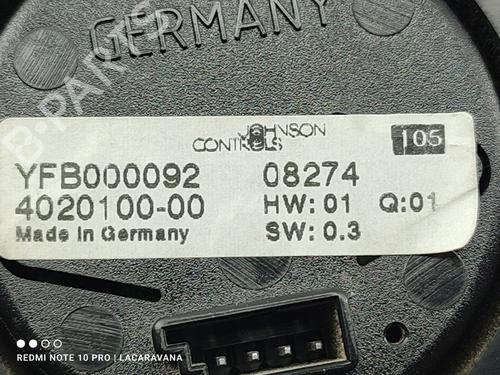 GERMANY
B-PARTS
JOHNSON
CONTROLS
105
YFB000092 08274
4020100-00 HW: 01 Q:01
Made in Germany SW: 0.3
REDMI NOTE 10 PRO | LACARAVANA